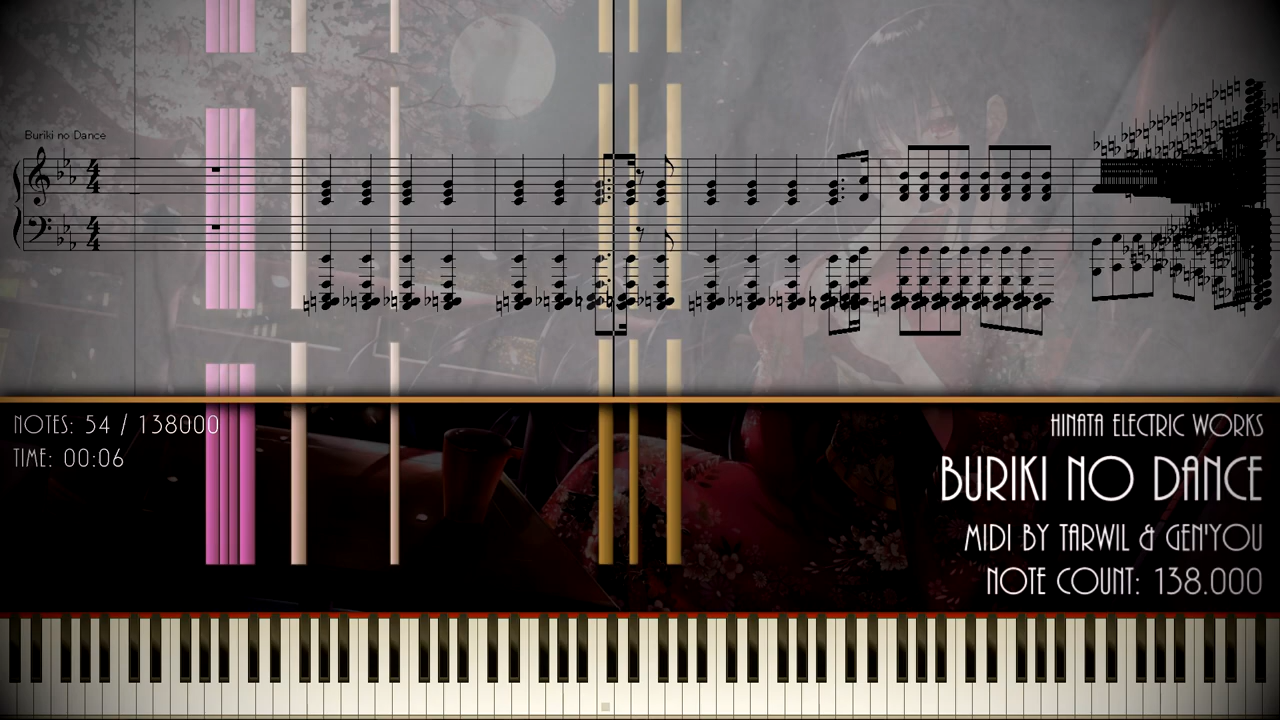 Buriki no Dance
NOTES: 54 / 138000
TIME: 00:06
HINATA ELECTRIC WORKS
BURIKI NO DANCE
MIDI BY TARWIL & GEN'YOU
NOTE COUNT: 138.000